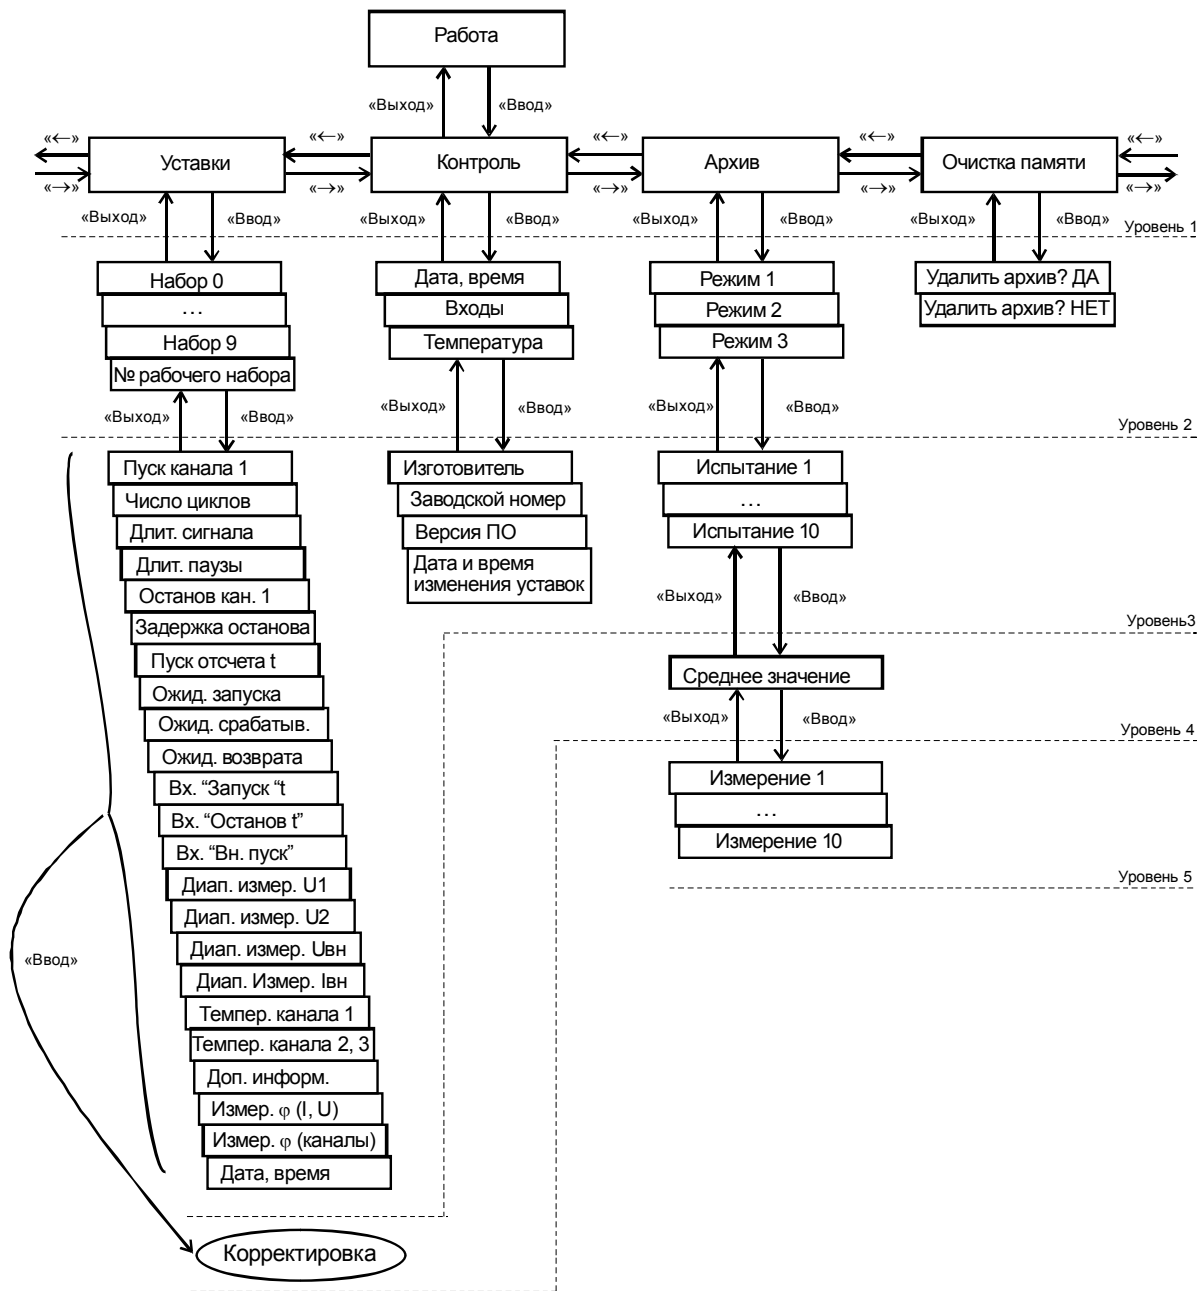 Работа
«Выход»
«Ввод»
«←»
«←»
«←»
«←»
«←»
Уставки
Контроль
Архив
Очистка памяти
«→»
«→»
«→»
«→»
«→»
«Выход»
«Ввод»
«Выход»
«Ввод»
«Выход»
«Ввод»
«Выход»
«Ввод»
Уровень 1
Набор 0
…
Набор 9
№ рабочего набора
Дата, время
Входы
Температура
Режим 1
Режим 2
Режим 3
Удалить архив? ДА
Удалить архив? НЕТ
«Выход»
«Ввод»
«Выход»
«Ввод»
«Выход»
«Ввод»
Уровень 2
Пуск канала 1
Число циклов
Длит. сигнала
Длит. паузы
Останов кан. 1
Задержка останова
Пуск отсчета t
Ожид. запуска
Ожид. срабатыв.
Ожид. возврата
Вх. “Запуск “t
Вх. “Останов t”
Вх. “Вн. пуск”
Диап. измер. U1
Диап. измер. U2
Диап. измер. Uвн
Диап. Измер. Iвн
Темпер. канала 1
Темпер. канала 2, 3
Доп. информ.
Измер. φ (I, U)
Измер. φ (каналы)
Дата, время
«Ввод»
Корректировка
Изготовитель
Заводской номер
Версия ПО
Дата и время
изменения уставок
Испытание 1
…
Испытание 10
«Выход»
«Ввод»
Уровень3
Среднее значение
«Выход»
«Ввод»
Уровень 4
Измерение 1
…
Измерение 10
Уровень 5